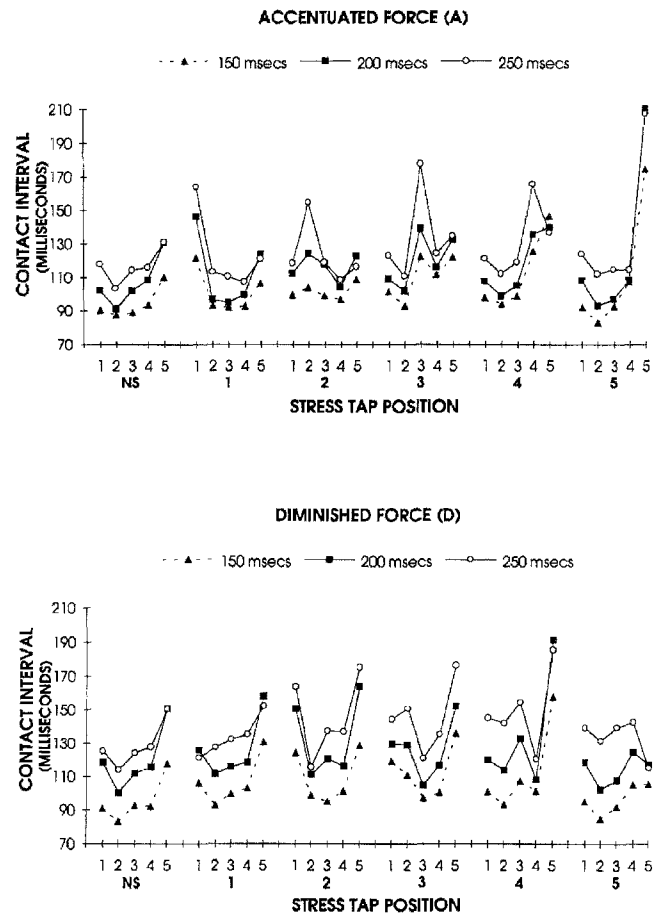 ACCENTUATED FORCE (A)
150 msecs 200 msecs 250 msecs
CONTACT INTERVAL
(MILLISECONDS)
210
190
170
150
130
110
90
70
1 2 3 4 5 1 2 3 4 5 1 2 3 4 5 1 2 3 4 5 1 2 3 4 5 1 2 3 4 5
NS 1 2 3 4 5
STRESS TAP POSITION
DIMINISHED FORCE (D)
150 msecs 200 msecs 250 msecs
CONTACT INTERVAL
(MILLISECONDS)
210
190
170
150
130
110
90
70
1 2 3 4 5 1 2 3 4 5 1 2 3 4 5 1 2 3 4 5 1 2 3 4 5 1 2 3 4 5
NS 1 2 3 4 5
STRESS TAP POSITION